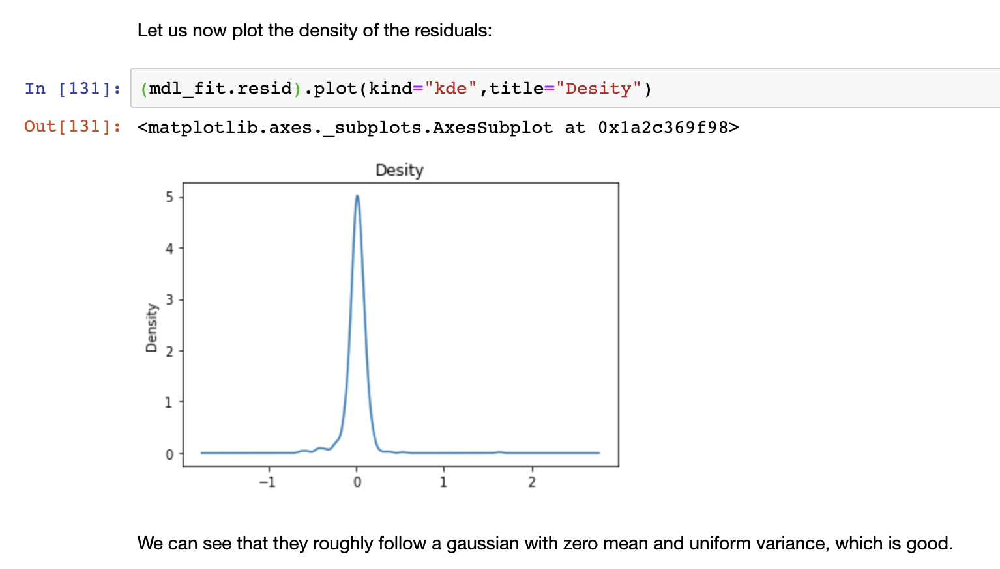 Let us now plot the density of the residuals:
In [131]: (mdl_fit.resid).plot(kind="kde",title="Desity")
Out[131]: <matplotlib.axes._subplots.AxesSubplot at 0x1a2c369f98>
Desity
5
4
3
2
1
0
Density
−1 0 1 2
We can see that they roughly follow a gaussian with zero mean and uniform variance, which is good.